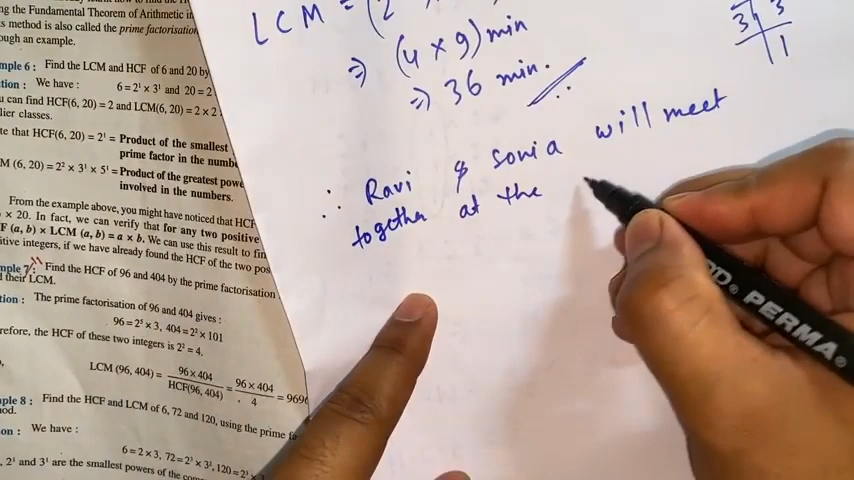 ng the Fundamental Theorem of Arithmetic in
s method is also called the prime factorisation
ough an example.
mple 6 : Find the LCM and HCF of 6 and 20 by
tion : We have : 6 = 2¹ × 3¹ and 20 = 2
u can find HCF(6, 20) = 2 and LCM(6, 20) = 2 × 2
lier classes.
te that HCF(6, 20) = 2¹ = Product of the smallest
prime factor in the numbe
M (6, 20) = 2² × 3¹ × 5¹ = Product of the greatest powe
involved in the numbers.
From the example above, you might have noticed that HCF
× 20. In fact, we can verify that for any two positive
F (a, b) × LCM (a, b) = a × b. We can use this result to fin
itive integers, if we have already found the HCF of the two pos
mple 7 : Find the HCF of 96 and 404 by the prime factorisation
d their LCM.
tion : The prime factorisation of 96 and 404 gives :
96 = 2⁵ × 3, 404 = 2² × 101
refore, the HCF of these two integers is 2² = 4.
LCM (96, 404) = 96 × 404 / HCF(96, 404) = 96 × 404 / 4 = 9696
mple 8 : Find the HCF and LCM of 6, 72 and 120, using the prime fa
hod.
on : We have :
6 = 2 × 3, 72 = 2³ × 3², 120 = 2³ ×
, 2¹ and 3¹ are the smallest powers of the com
LCM = (2
⇒ (4 × 9) min
⇒ 36 min.
∴ Ravi & Sonia will meet
together at the
3 3
1
PERMA